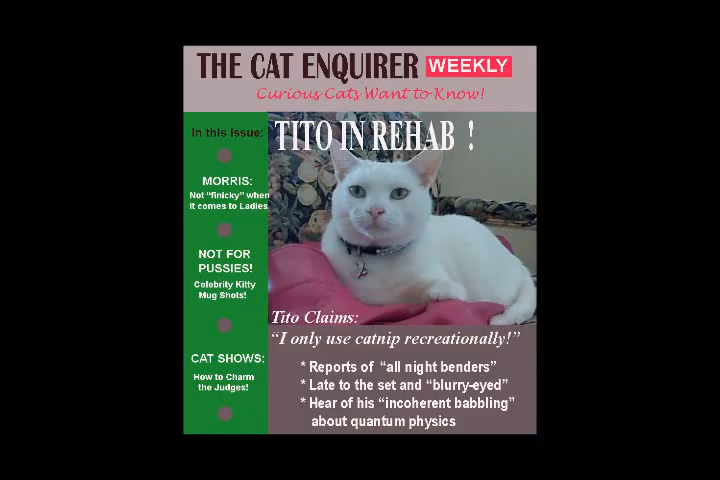 THE CAT ENQUIRER WEEKLY
Curious Cats Want to Know!
In this Issue:
MORRIS:
Not "finicky" when
it comes to Ladies
NOT FOR
PUSSIES!
Celebrity Kitty
Mug Shots!
CAT SHOWS:
How to Charm
the Judges!
TITO IN REHAB !
Tito Claims:
"I only use catnip recreationally!"
* Reports of "all night benders"
* Late to the set and "blurry-eyed"
* Hear of his "incoherent babbling"
about quantum physics